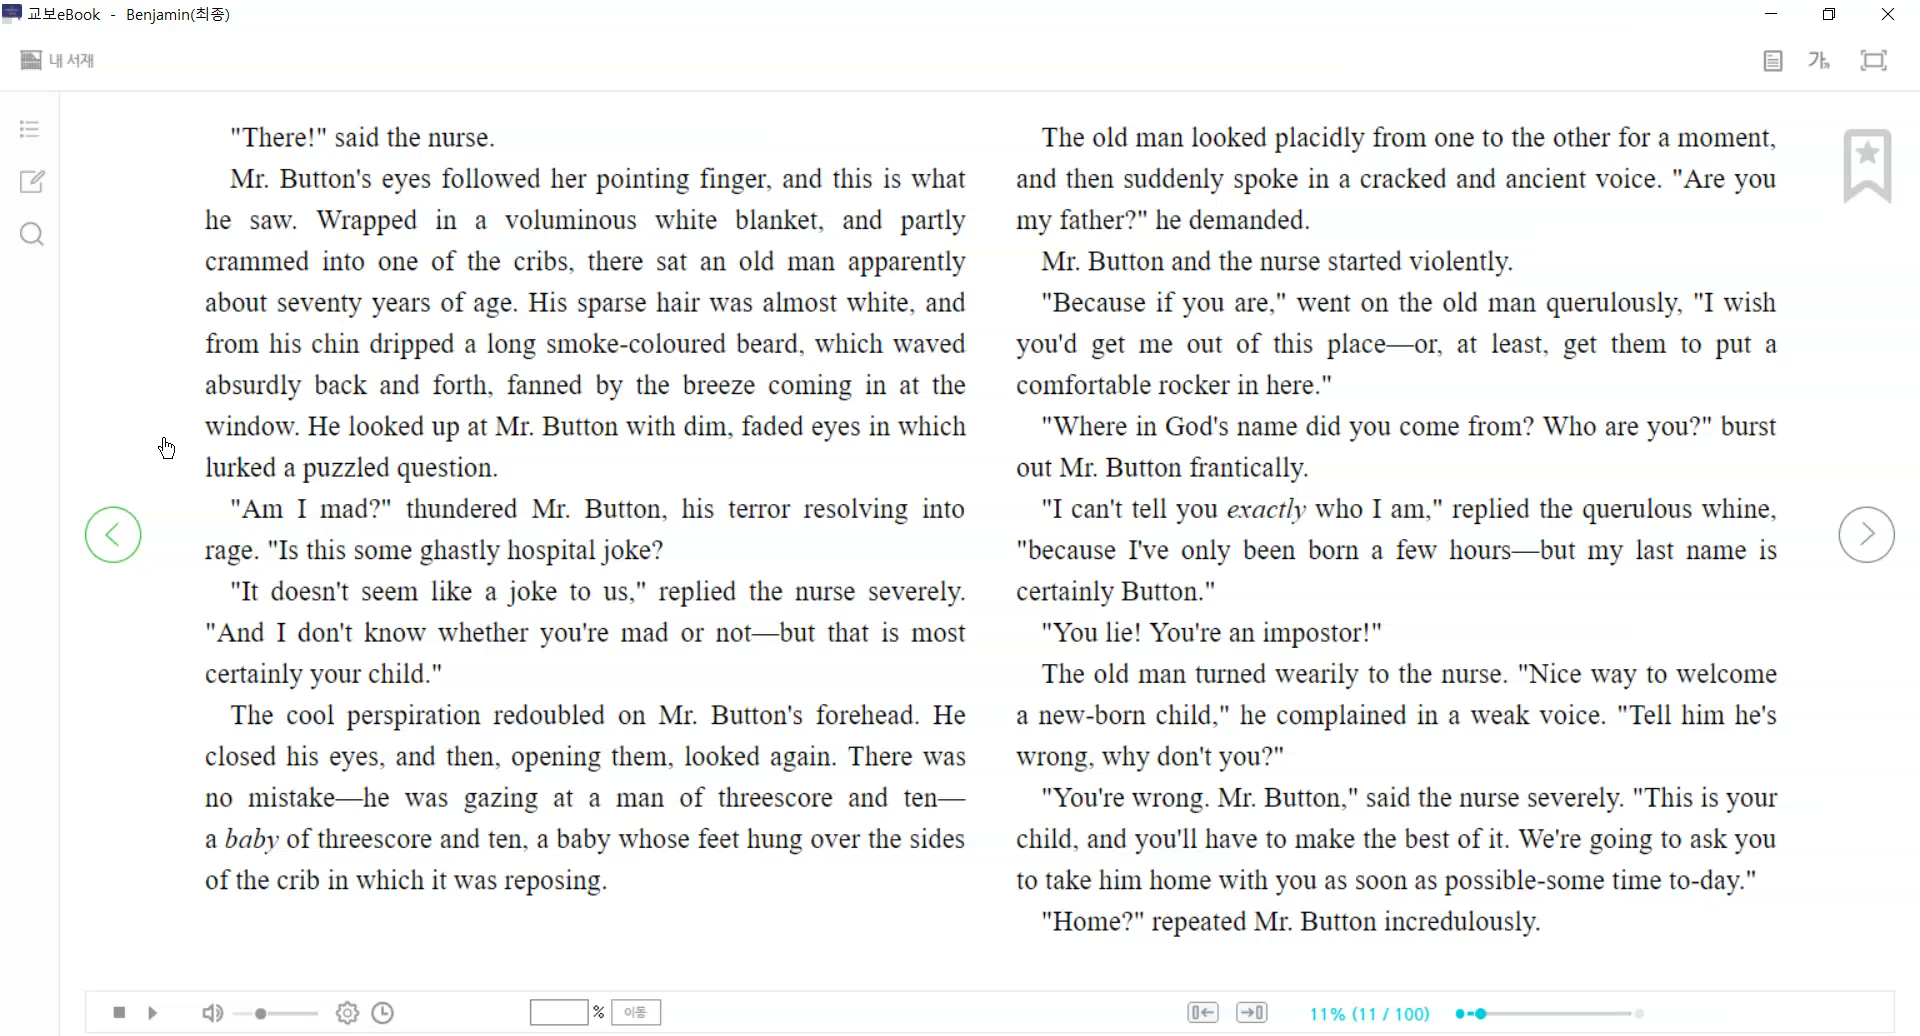 교보eBook - Benjamin(최종)
내 서재
가
"There!" said the nurse.
Mr. Button's eyes followed her pointing finger, and this is what
he saw. Wrapped in a voluminous white blanket, and partly
crammed into one of the cribs, there sat an old man apparently
about seventy years of age. His sparse hair was almost white, and
from his chin dripped a long smoke-coloured beard, which waved
absurdly back and forth, fanned by the breeze coming in at the
window. He looked up at Mr. Button with dim, faded eyes in which
lurked a puzzled question.
"Am I mad?" thundered Mr. Button, his terror resolving into
rage. "Is this some ghastly hospital joke?
"It doesn't seem like a joke to us," replied the nurse severely.
"And I don't know whether you're mad or not—but that is most
certainly your child."
The cool perspiration redoubled on Mr. Button's forehead. He
closed his eyes, and then, opening them, looked again. There was
no mistake—he was gazing at a man of threescore and ten—
a baby of threescore and ten, a baby whose feet hung over the sides
of the crib in which it was reposing.
The old man looked placidly from one to the other for a moment,
and then suddenly spoke in a cracked and ancient voice. "Are you
my father?" he demanded.
Mr. Button and the nurse started violently.
"Because if you are," went on the old man querulously, "I wish
you'd get me out of this place—or, at least, get them to put a
comfortable rocker in here."
"Where in God's name did you come from? Who are you?" burst
out Mr. Button frantically.
"I can't tell you exactly who I am," replied the querulous whine,
"because I've only been born a few hours—but my last name is
certainly Button."
"You lie! You're an impostor!"
The old man turned wearily to the nurse. "Nice way to welcome
a new-born child," he complained in a weak voice. "Tell him he's
wrong, why don't you?"
"You're wrong. Mr. Button," said the nurse severely. "This is your
child, and you'll have to make the best of it. We're going to ask you
to take him home with you as soon as possible-some time to-day."
"Home?" repeated Mr. Button incredulously.
% 이동
11% (11 / 100)